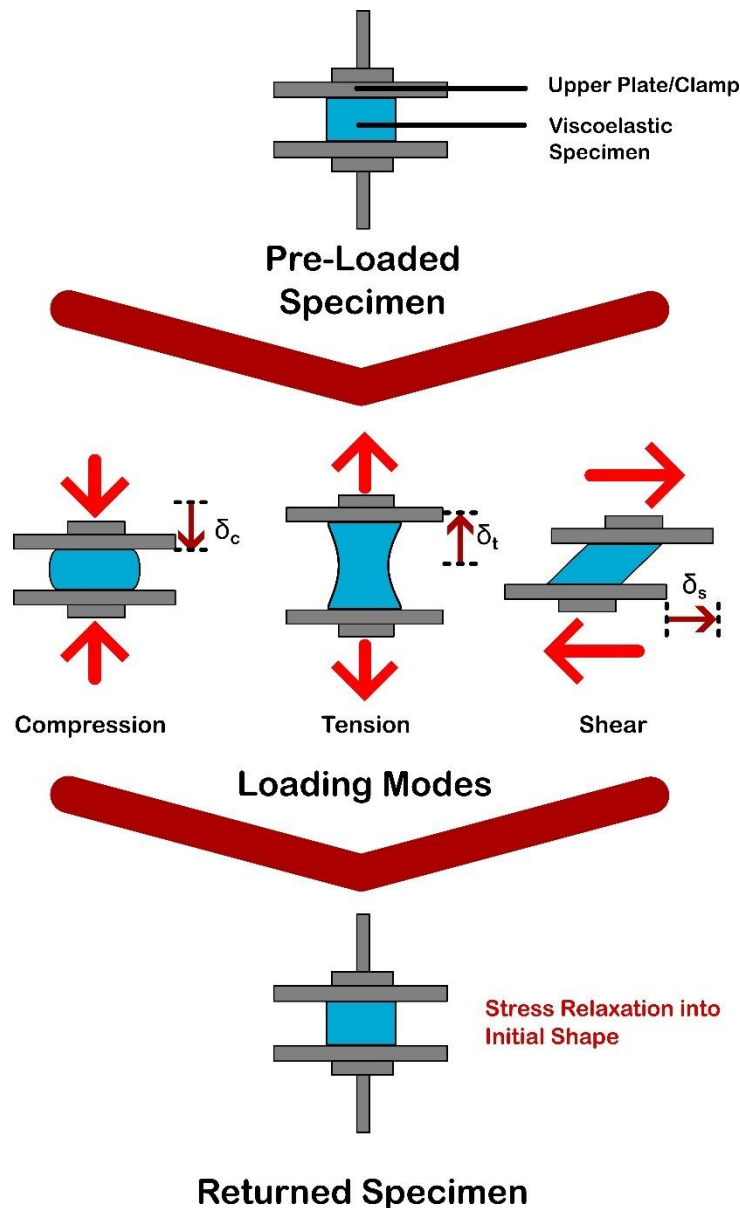 Upper Plate/Clamp
Viscoelastic
Specimen
Pre-Loaded
Specimen
δc
δt
δs
Compression
Tension
Shear
Loading Modes
Stress Relaxation into
Initial Shape
Returned Specimen